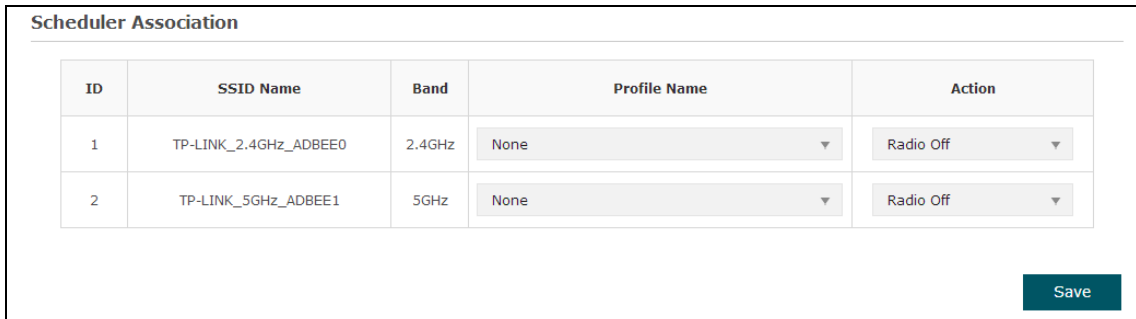 Scheduler Association
ID SSID Name Band Profile Name Action
1 TP-LINK_2.4GHz_ADBEE0 2.4GHz None Radio Off
2 TP-LINK_5GHz_ADBEE1 5GHz None Radio Off
Save